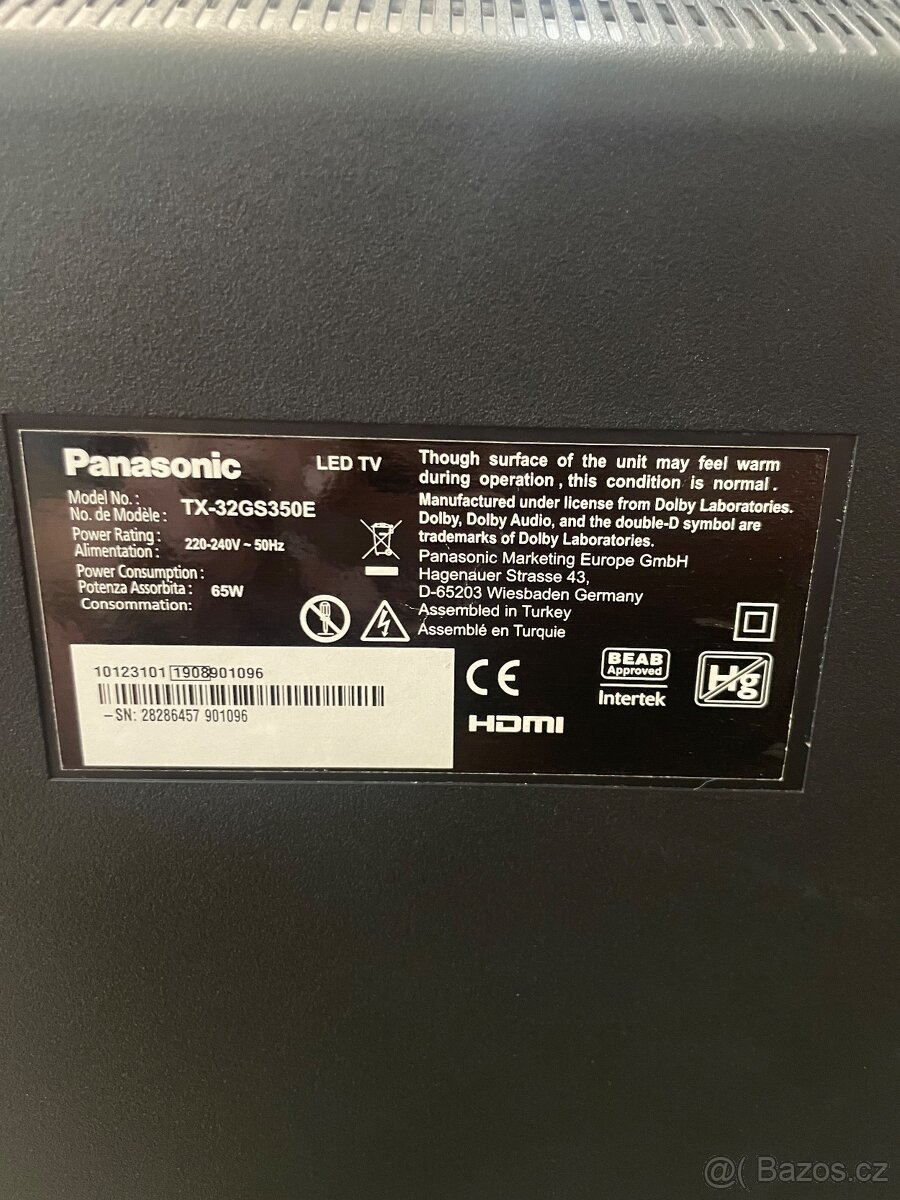 Panasonic
LED TV
Model No. :
No. de Modèle : TX-32GS350E
Power Rating :
Alimentation : 220-240V ~ 50Hz
Power Consumption :
Potenza Assorbita : 65W
Consommation:
Though surface of the unit may feel warm
during operation , this condition is normal .
Manufactured under license from Dolby Laboratories.
Dolby, Dolby Audio, and the double-D symbol are
trademarks of Dolby Laboratories.
Panasonic Marketing Europe GmbH
Hagenauer Strasse 43,
D-65203 Wiesbaden Germany
Assembled in Turkey
Assemblé en Turquie
10123101 1908901096
–SN: 28286457 901096
CE
HDMI
BEAB
Approved
Intertek
Hg
@( Bazos.cz